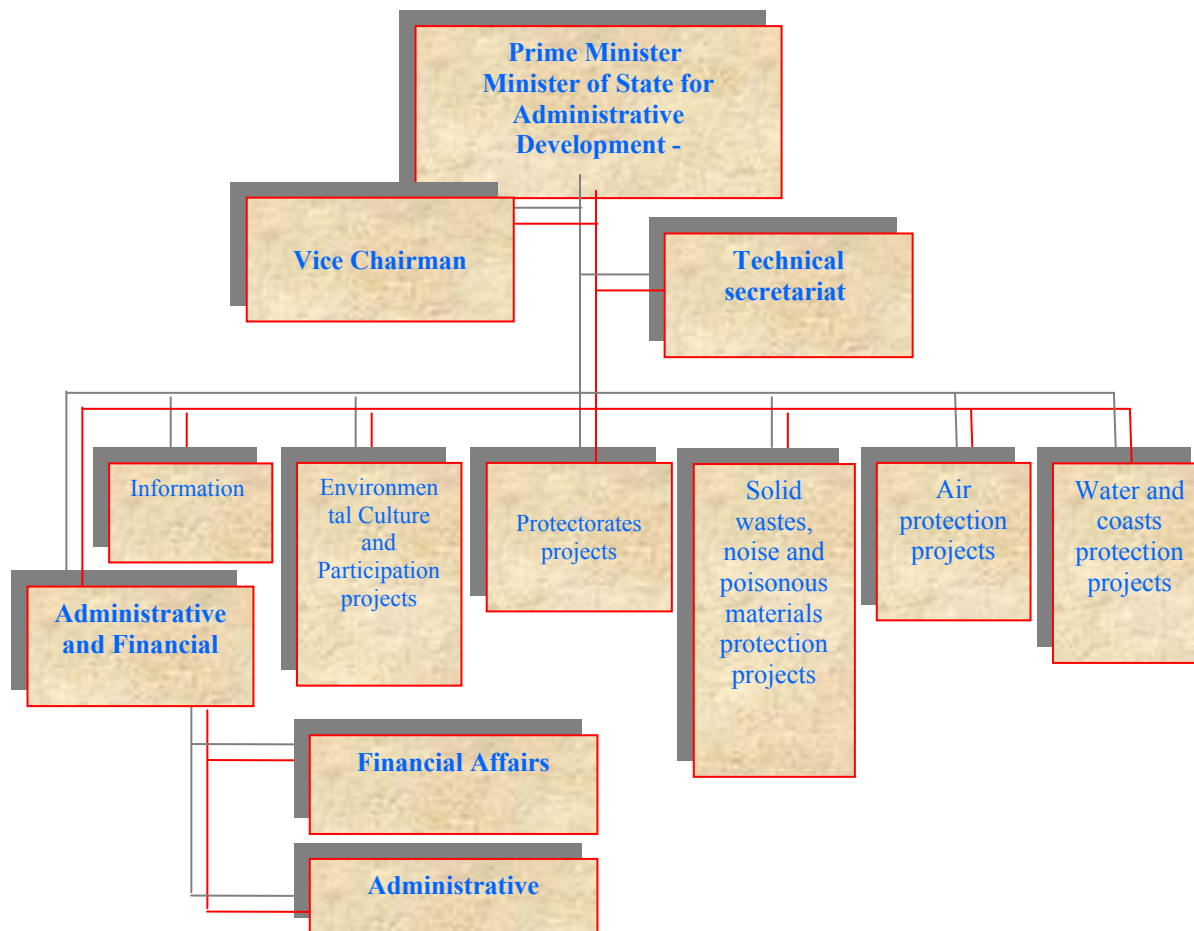 Prime Minister
Minister of State for
Administrative
Development -
Vice Chairman
Technical
secretariat
Information
Environmen
tal Culture
and
Participation
projects
Protectorates
projects
Solid
wastes,
noise and
poisonous
materials
protection
projects
Air
protection
projects
Water and
coasts
protection
projects
Administrative
and Financial
Financial Affairs
Administrative